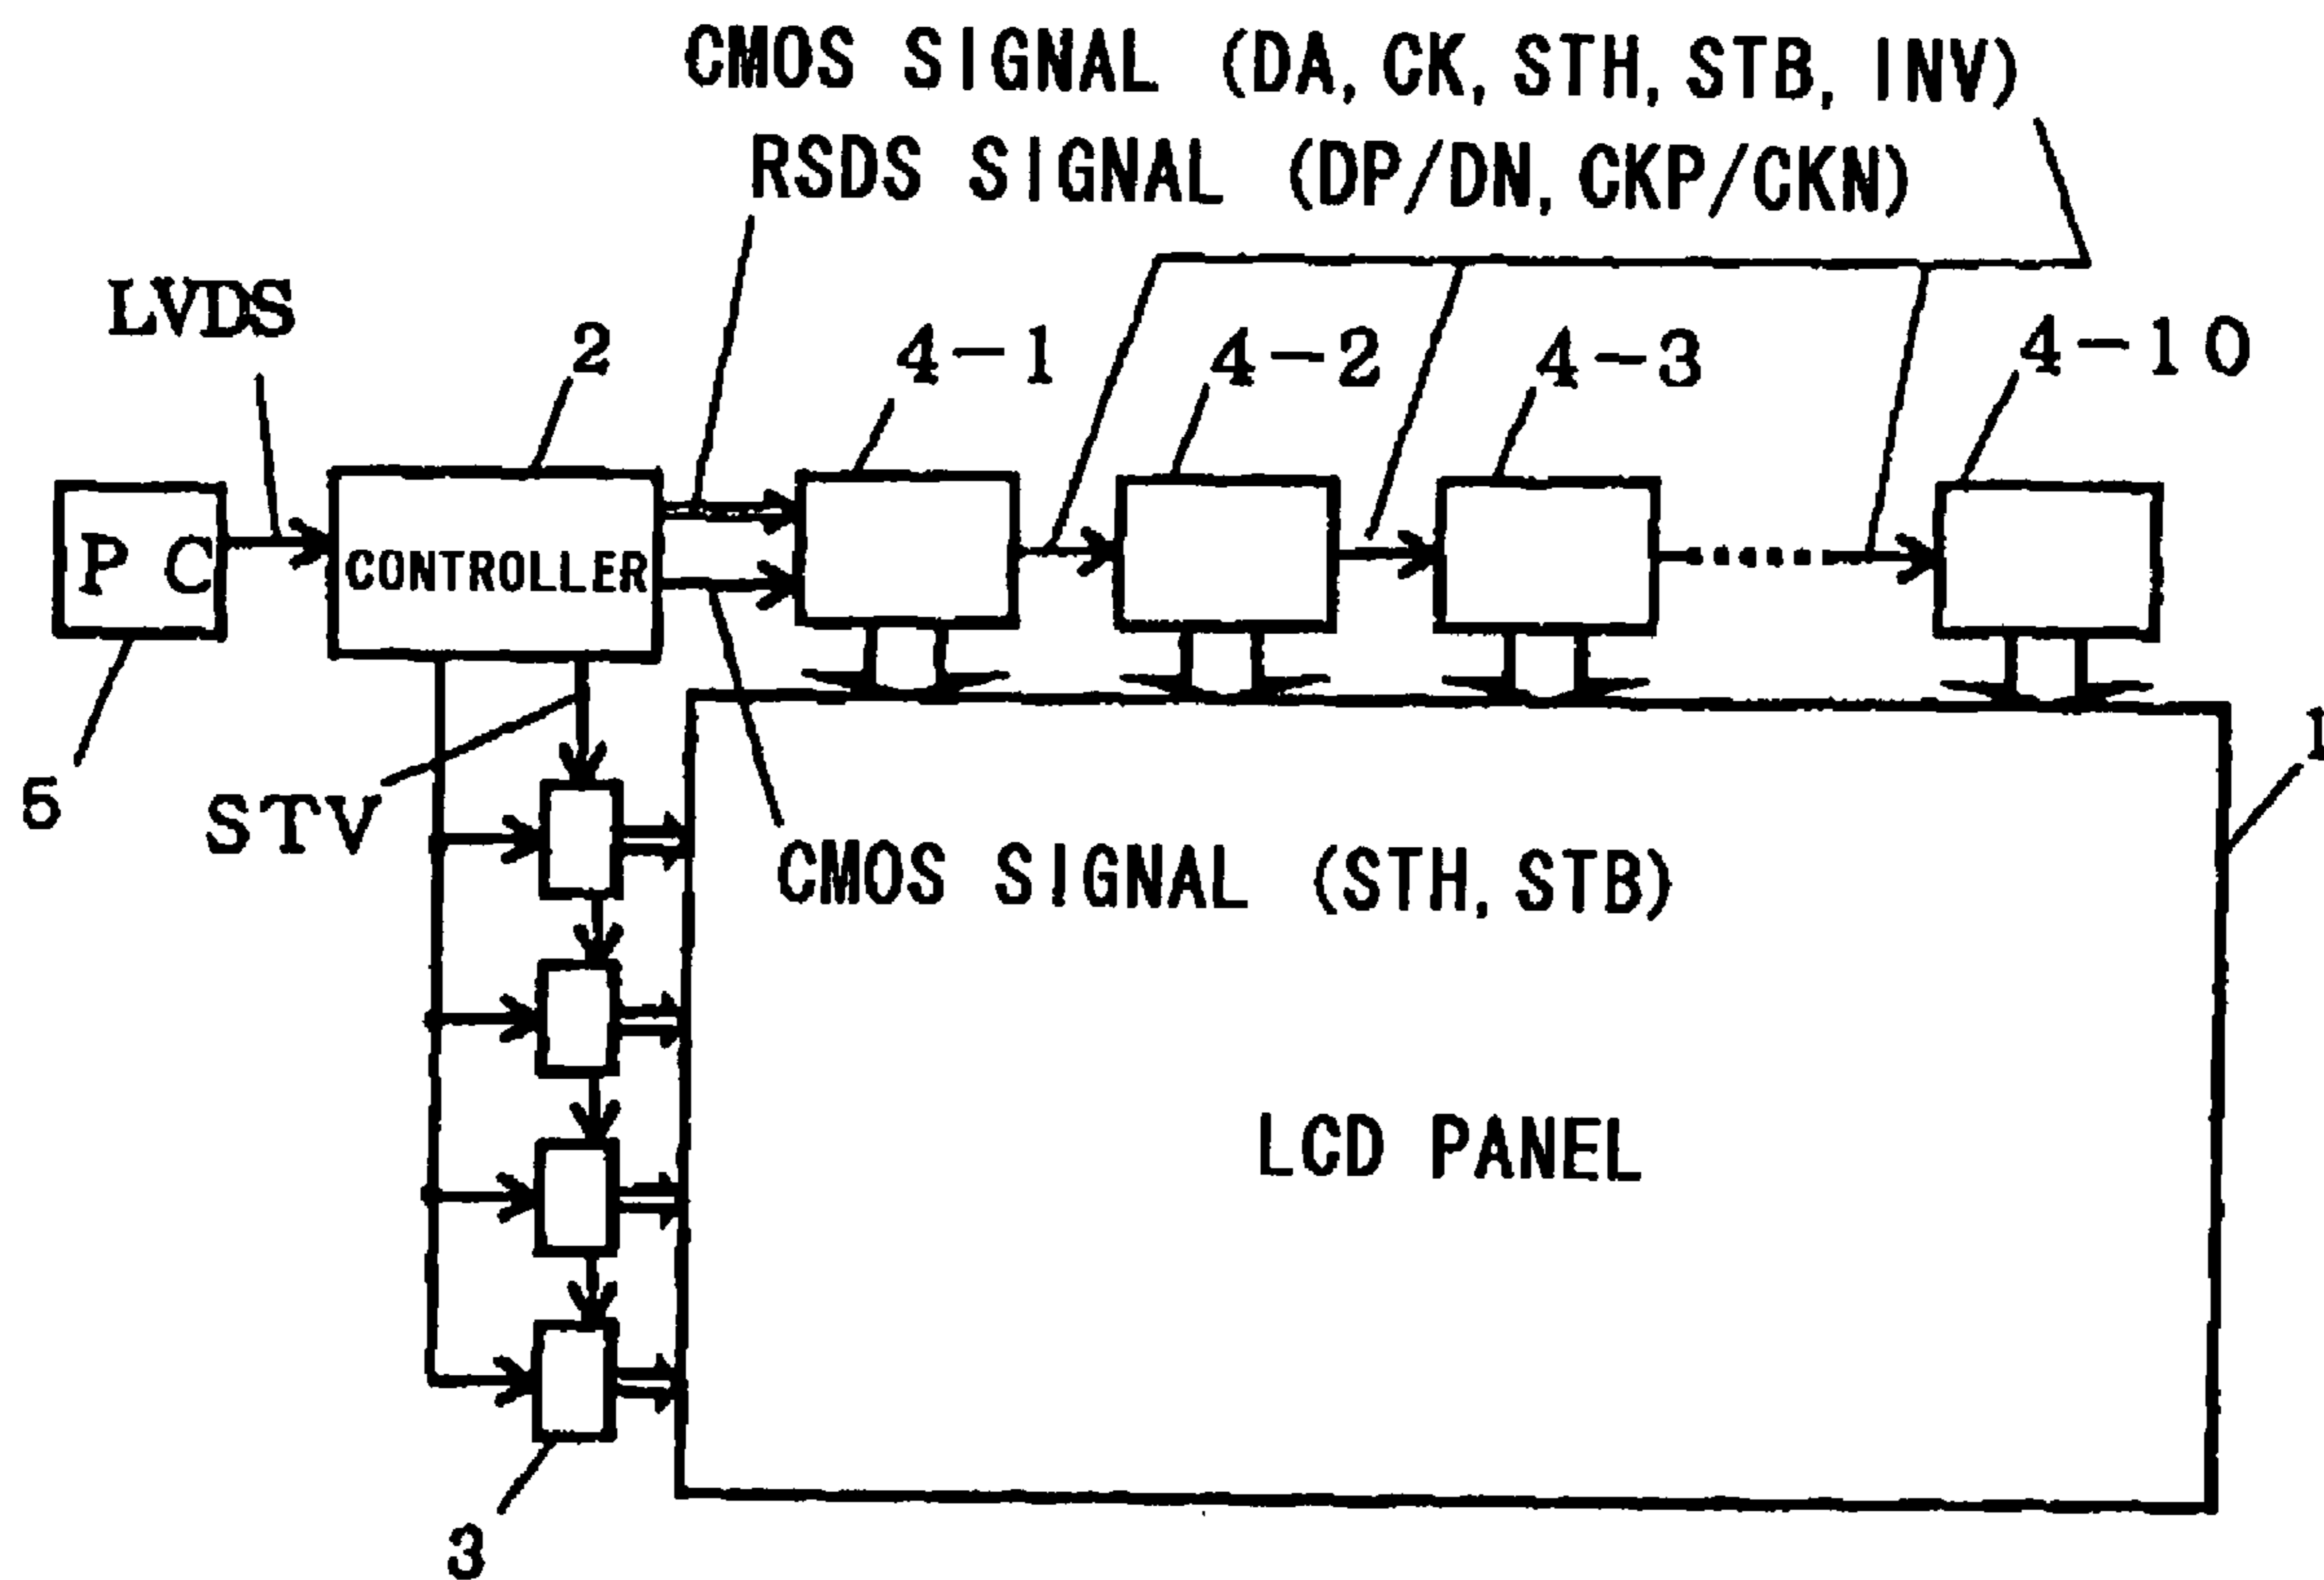 CMOS SIGNAL (DA, CK, STH, STB, INV)
RSDS SIGNAL (DP/DN, CKP/CKN)
LVDS
2
4-1
4-2
4-3
4-10
PC
CONTROLLER
1
5
STV
CMOS SIGNAL (STH, STB)
LCD PANEL
3